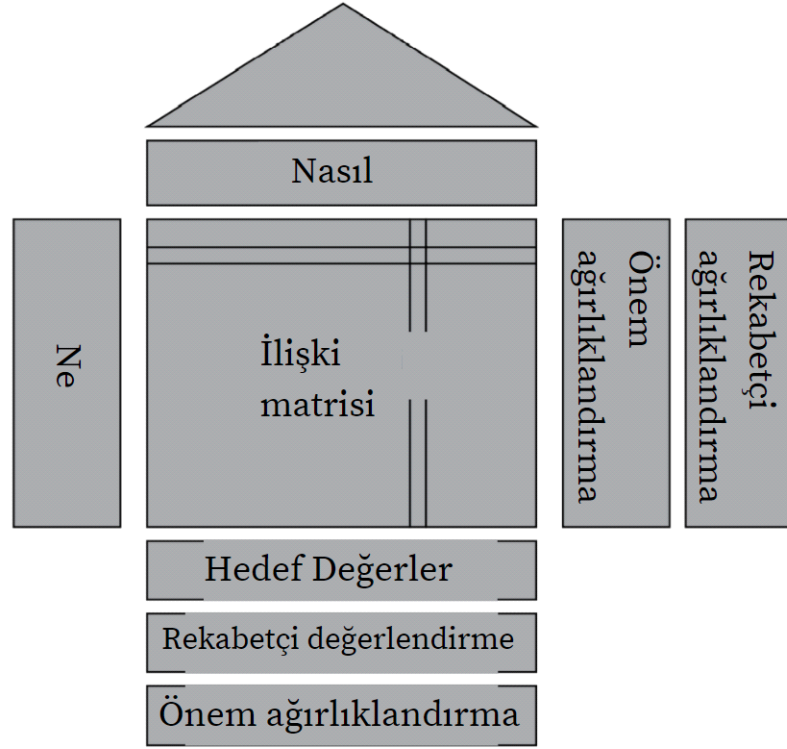 Nasıl
Ne
İlişki
matrisi
Önem
ağırlıklandırma
Rekabetçi
ağırlıklandırma
Hedef Değerler
Rekabetçi değerlendirme
Önem ağırlıklandırma